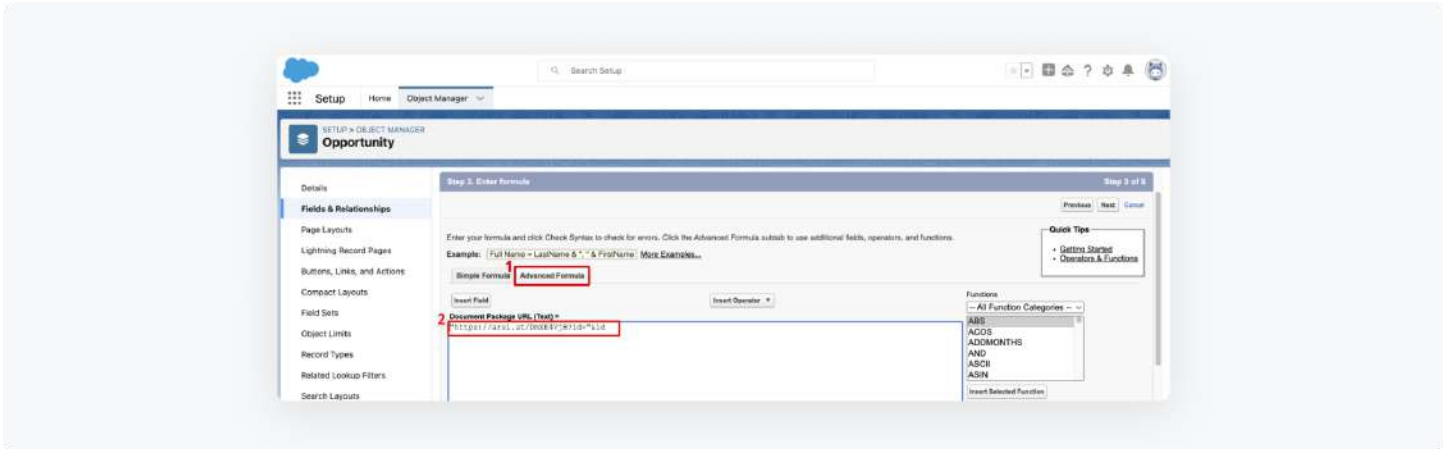 Search Setup
Setup Home Object Manager
SETUP > OBJECT MANAGER
Opportunity
Details
Fields & Relationships
Page Layouts
Lightning Record Pages
Buttons, Links, and Actions
Compact Layouts
Field Sets
Object Limits
Record Types
Related Lookup Filters
Search Layouts
Step 3. Enter formula Step 3 of 5
Previous Next Cancel
Enter your formula and click Check Syntax to check for errors. Click the Advanced Formula subtab to use additional fields, operators, and functions.
Example: Full Name = LastName & ", " & FirstName More Examples...
Quick Tips
• Getting Started
• Operators & Functions
1
Simple Formula Advanced Formula
Insert Field Insert Operator
Document Package URL (Text) =
2
Functions
-- All Function Categories --
ABS
ACOS
ADDMONTHS
AND
ASCII
ASIN
Insert Selected Function